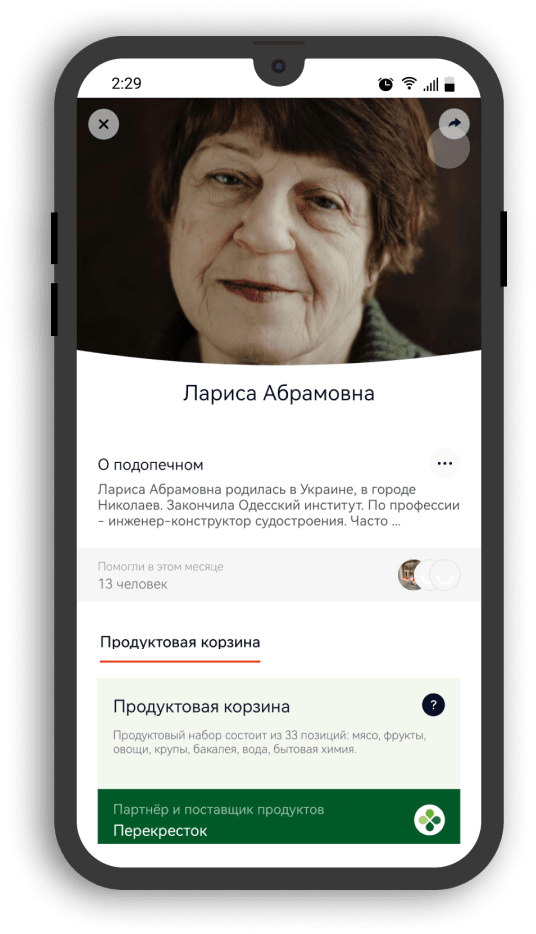 2:29
Лариса Абрамовна
О подопечном
Лариса Абрамовна родилась в Украине, в городе
Николаев. Закончила Одесский институт. По профессии
- инженер-конструктор судостроения. Часто ...
Помогли в этом месяце
13 человек
Продуктовая корзина
Продуктовая корзина
?
Продуктовый набор состоит из 33 позиций: мясо, фрукты,
овощи, крупы, бакалея, вода, бытовая химия.
Партнёр и поставщик продуктов
Перекресток